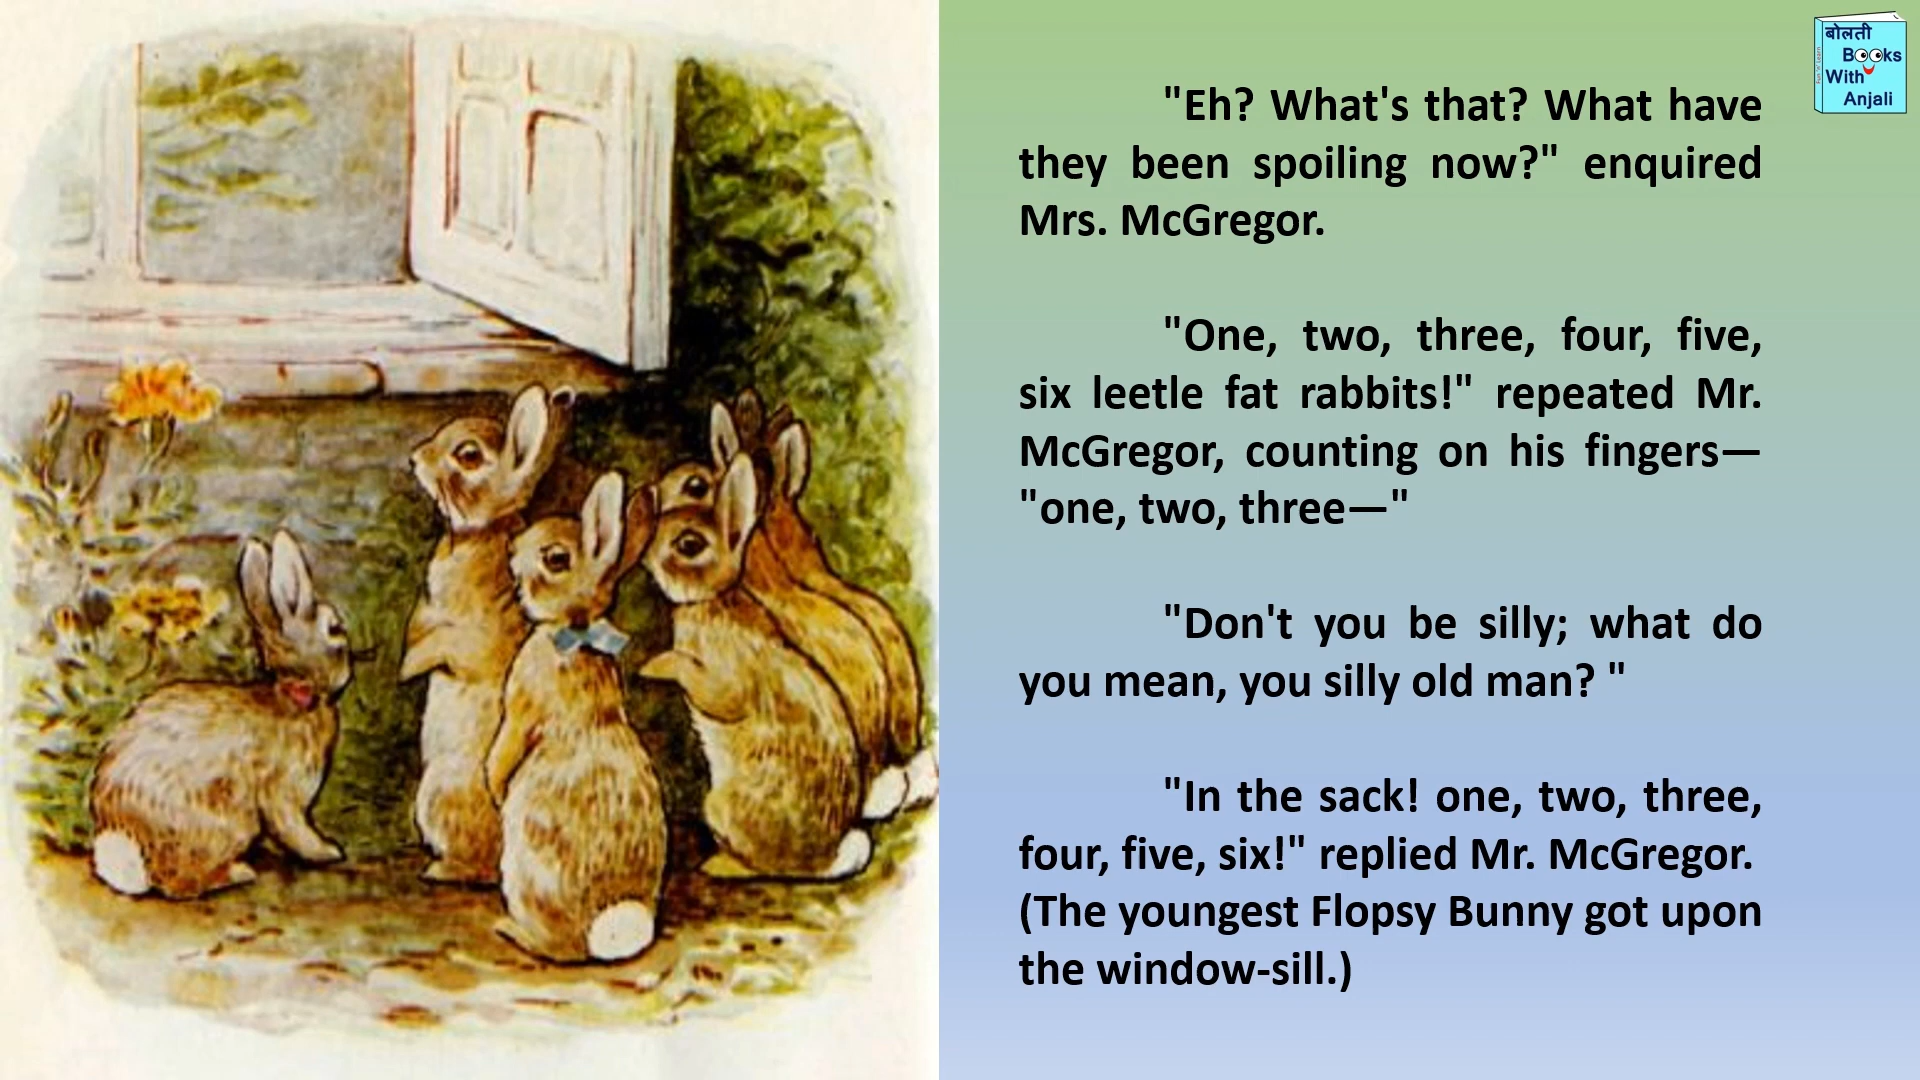 "Eh? What's that? What have
they been spoiling now?" enquired
Mrs. McGregor.
"One, two, three, four, five,
six leetle fat rabbits!" repeated Mr.
McGregor, counting on his fingers—
"one, two, three—"
"Don't you be silly; what do
you mean, you silly old man? "
"In the sack! one, two, three,
four, five, six!" replied Mr. McGregor.
(The youngest Flopsy Bunny got upon
the window-sill.)
बोलती
Books
With
Anjali